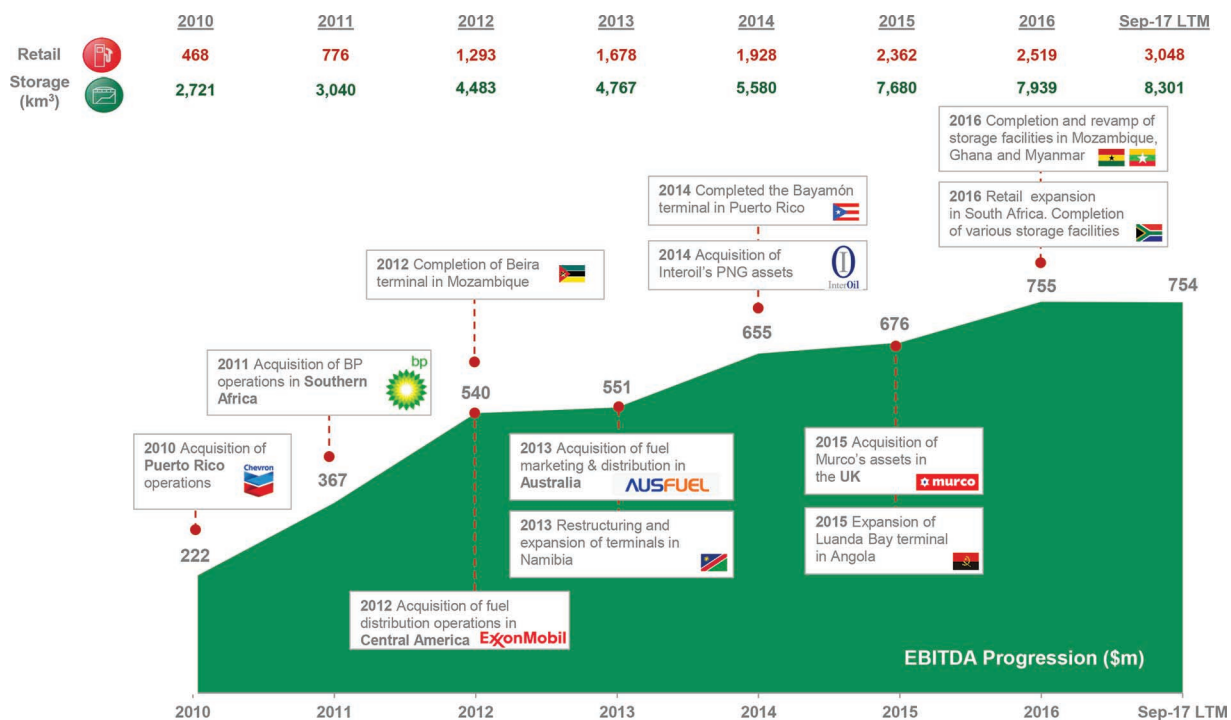 2010 2011 2012 2013 2014 2015 2016 Sep-17 LTM
Retail 468 776 1,293 1,678 1,928 2,362 2,519 3,048
Storage
(km³) 2,721 3,040 4,483 4,767 5,580 7,680 7,939 8,301
2016 Completion and revamp of
storage facilities in Mozambique,
Ghana and Myanmar
2014 Completed the Bayamón
terminal in Puerto Rico
2016 Retail expansion
in South Africa. Completion
of various storage facilities
2012 Completion of Beira
terminal in Mozambique
2014 Acquisition of
Interoil's PNG assets
InterOil
755 754
655 676
2011 Acquisition of BP
operations in Southern
Africa
bp
540 551
2010 Acquisition of
Puerto Rico
operations
Chevron
367
2013 Acquisition of fuel
marketing & distribution in
Australia
AUSFUEL
2015 Acquisition of
Murco's assets in
the UK
murco
222
2013 Restructuring and
expansion of terminals in
Namibia
2015 Expansion of
Luanda Bay terminal
in Angola
2012 Acquisition of fuel
distribution operations in
Central America
ExxonMobil
EBITDA Progression ($m)
2010 2011 2012 2013 2014 2015 2016 Sep-17 LTM